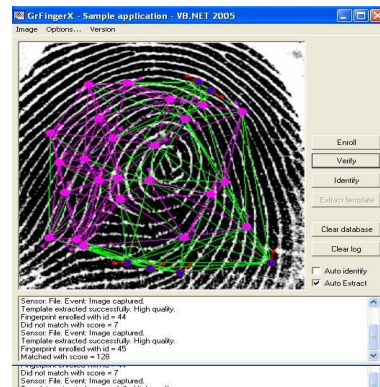 GrFingerX - Sample application - VB.NET 2005
Image Options... Version
Enroll
Verify
Identify
Extract template
Clear database
Clear log
Auto identify
Auto Extract
Sensor: File. Event: Image captured.
Template extracted successfully. High quality.
Fingerprint enrolled with id = 44
Did not match with score = 7
Sensor: File. Event: Image captured.
Template extracted successfully. High quality.
Fingerprint enrolled with id = 45
Matched with score = 128
Did not match with score = 7
Sensor: File. Event: Image captured.